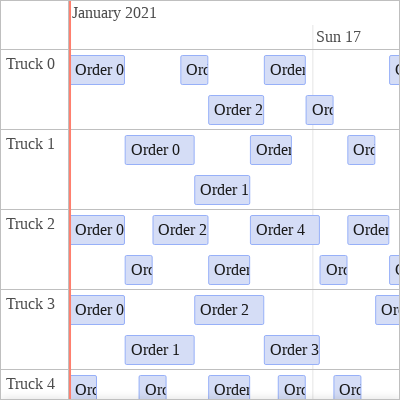 January 2021
Sun 17
Truck 0
Order 0
Ord
Order
O
Order 2
Ord
Truck 1
Order 0
Order
Ord
Order 1
Truck 2
Order 0
Order 2
Order 4
Order
Ord
Order
Ord
O
Truck 3
Order 0
Order 2
Ord
Order 1
Order 3
Truck 4
Ord
Ord
Order
Ord
Ord